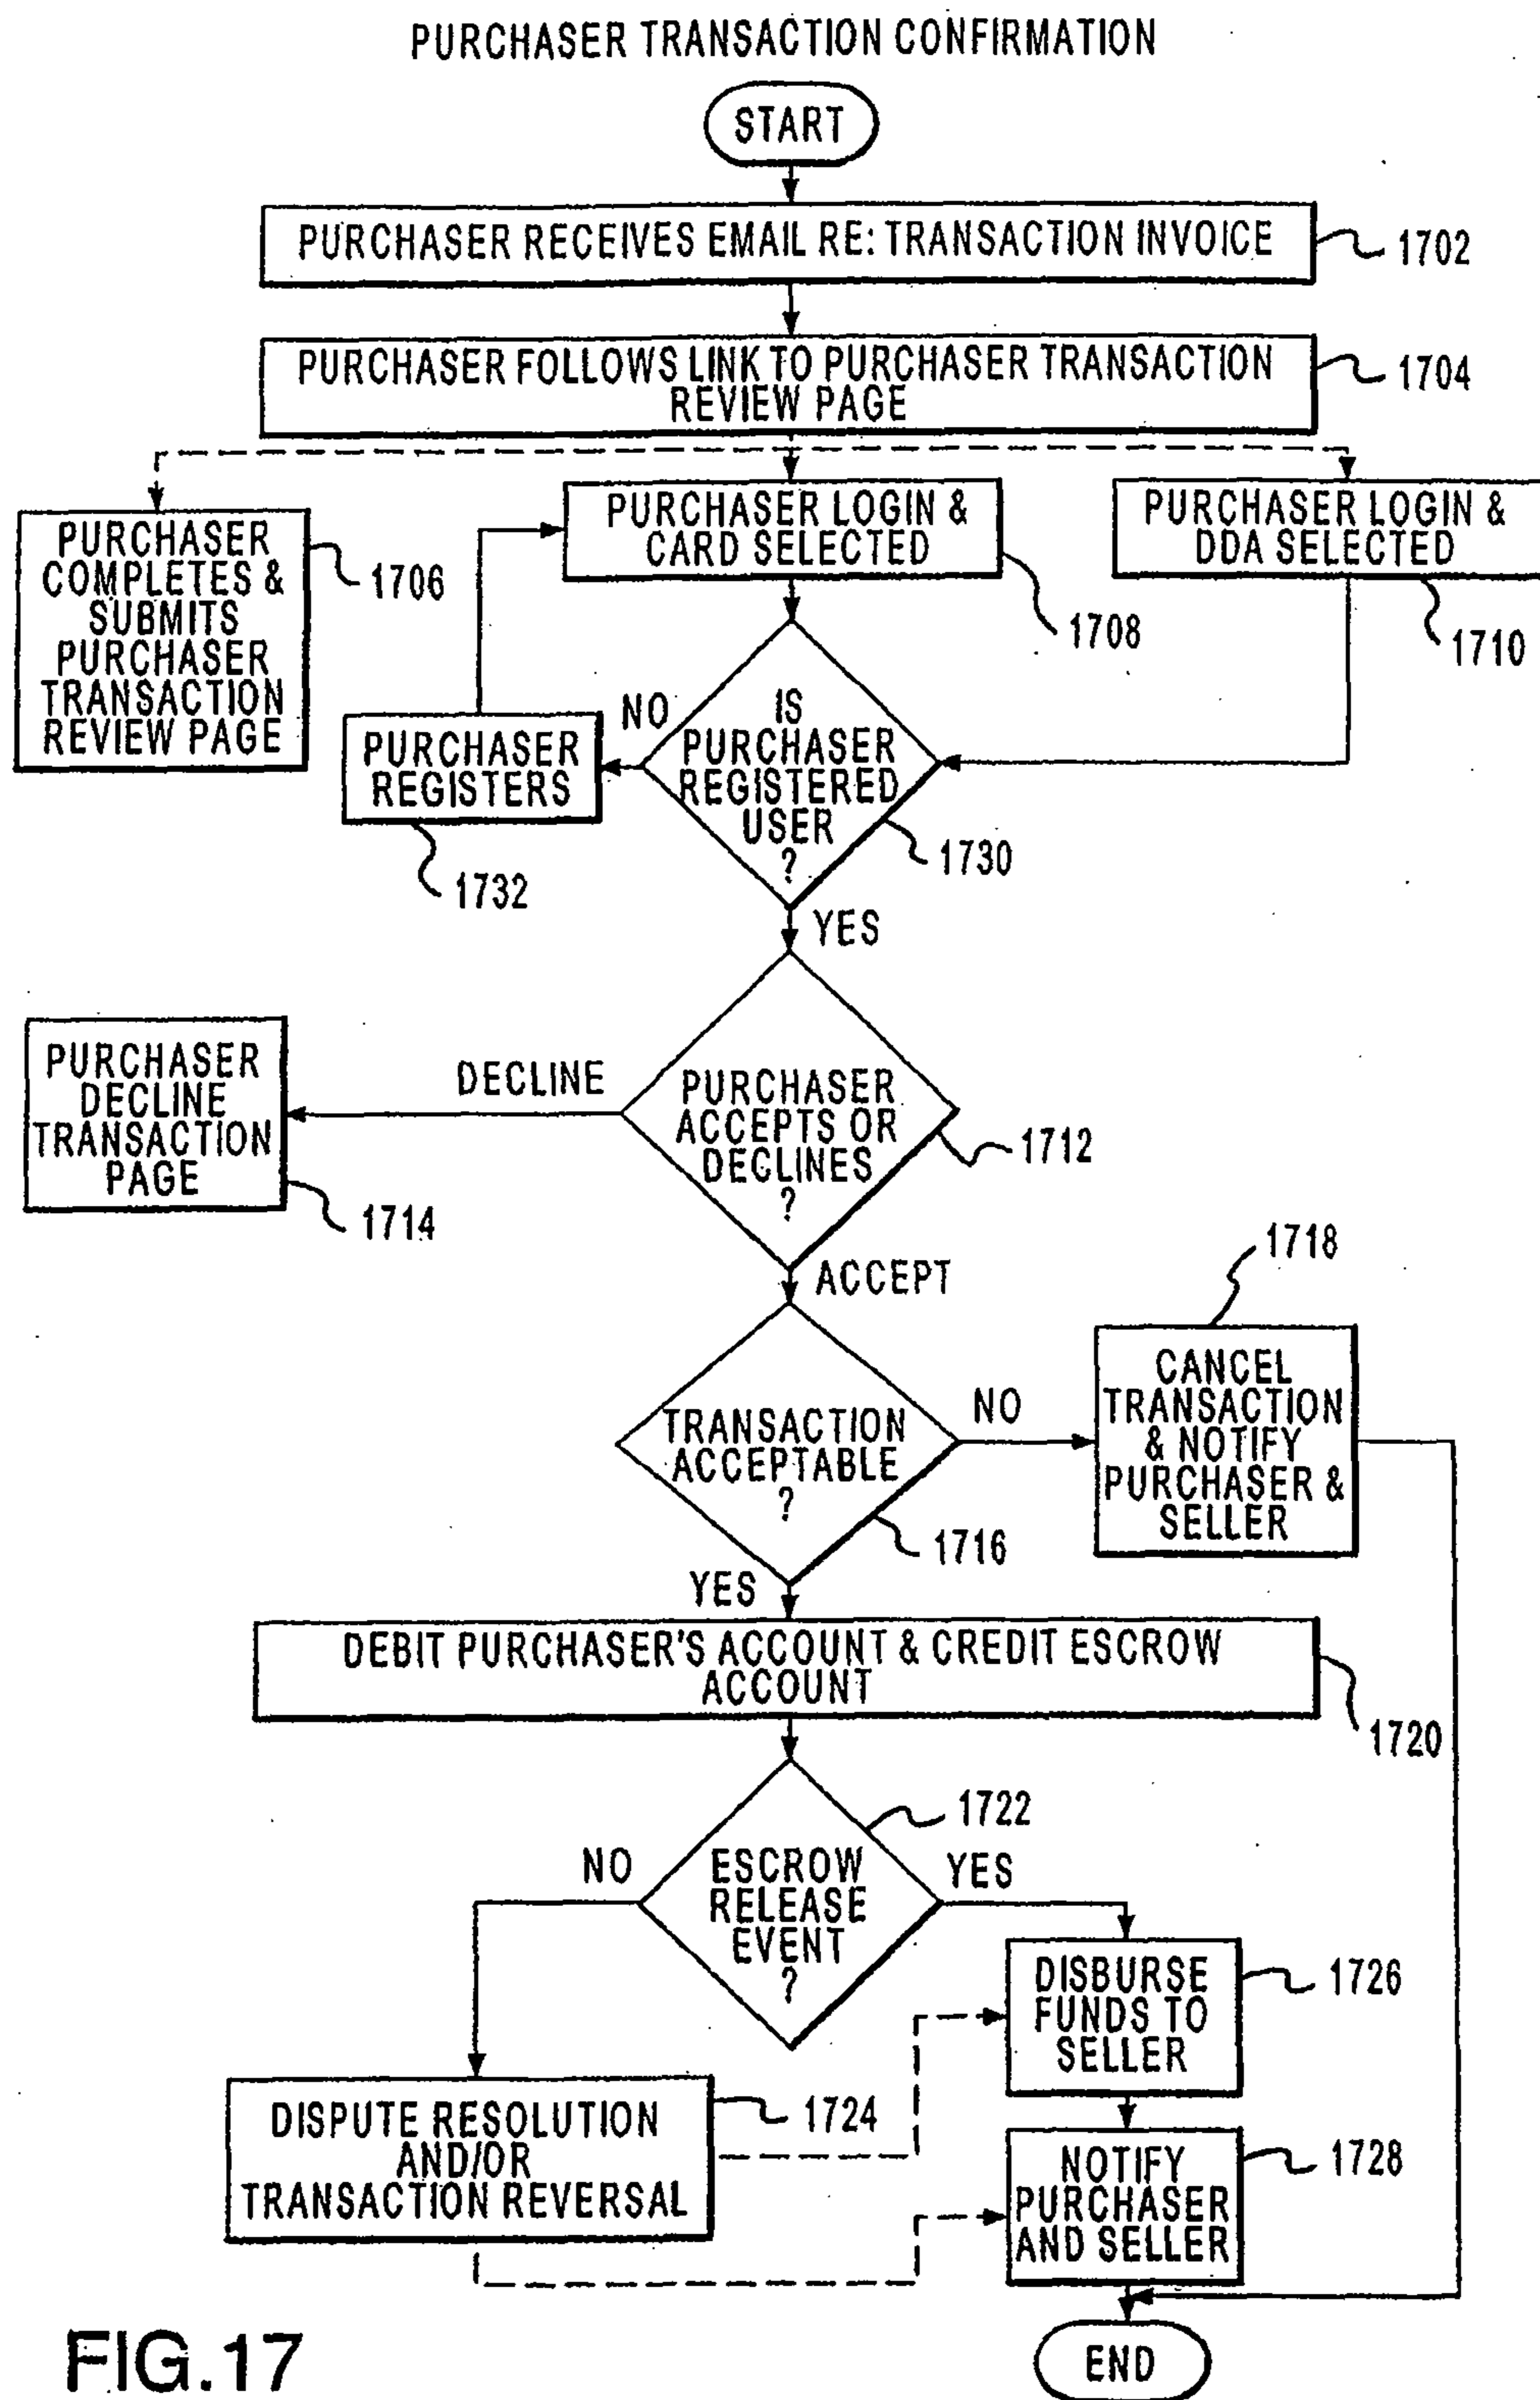 PURCHASER TRANSACTION CONFIRMATION
START
PURCHASER RECEIVES EMAIL RE: TRANSACTION INVOICE
1702
PURCHASER FOLLOWS LINK TO PURCHASER TRANSACTION
REVIEW PAGE
1704
PURCHASER
COMPLETES &
SUBMITS
PURCHASER
TRANSACTION
REVIEW PAGE
1706
PURCHASER LOGIN &
CARD SELECTED
1708
PURCHASER LOGIN &
DDA SELECTED
1710
IS
PURCHASER
REGISTERED
USER
?
1730
NO
PURCHASER
REGISTERS
1732
YES
PURCHASER
ACCEPTS OR
DECLINES
?
1712
DECLINE
PURCHASER
DECLINE
TRANSACTION
PAGE
1714
ACCEPT
TRANSACTION
ACCEPTABLE
?
1716
NO
CANCEL
TRANSACTION
& NOTIFY
PURCHASER &
SELLER
1718
YES
DEBIT PURCHASER'S ACCOUNT & CREDIT ESCROW
ACCOUNT
1720
ESCROW
RELEASE
EVENT
?
1722
NO
YES
DISPUTE RESOLUTION
AND/OR
TRANSACTION REVERSAL
1724
DISBURSE
FUNDS TO
SELLER
1726
NOTIFY
PURCHASER
AND SELLER
1728
END
FIG.17